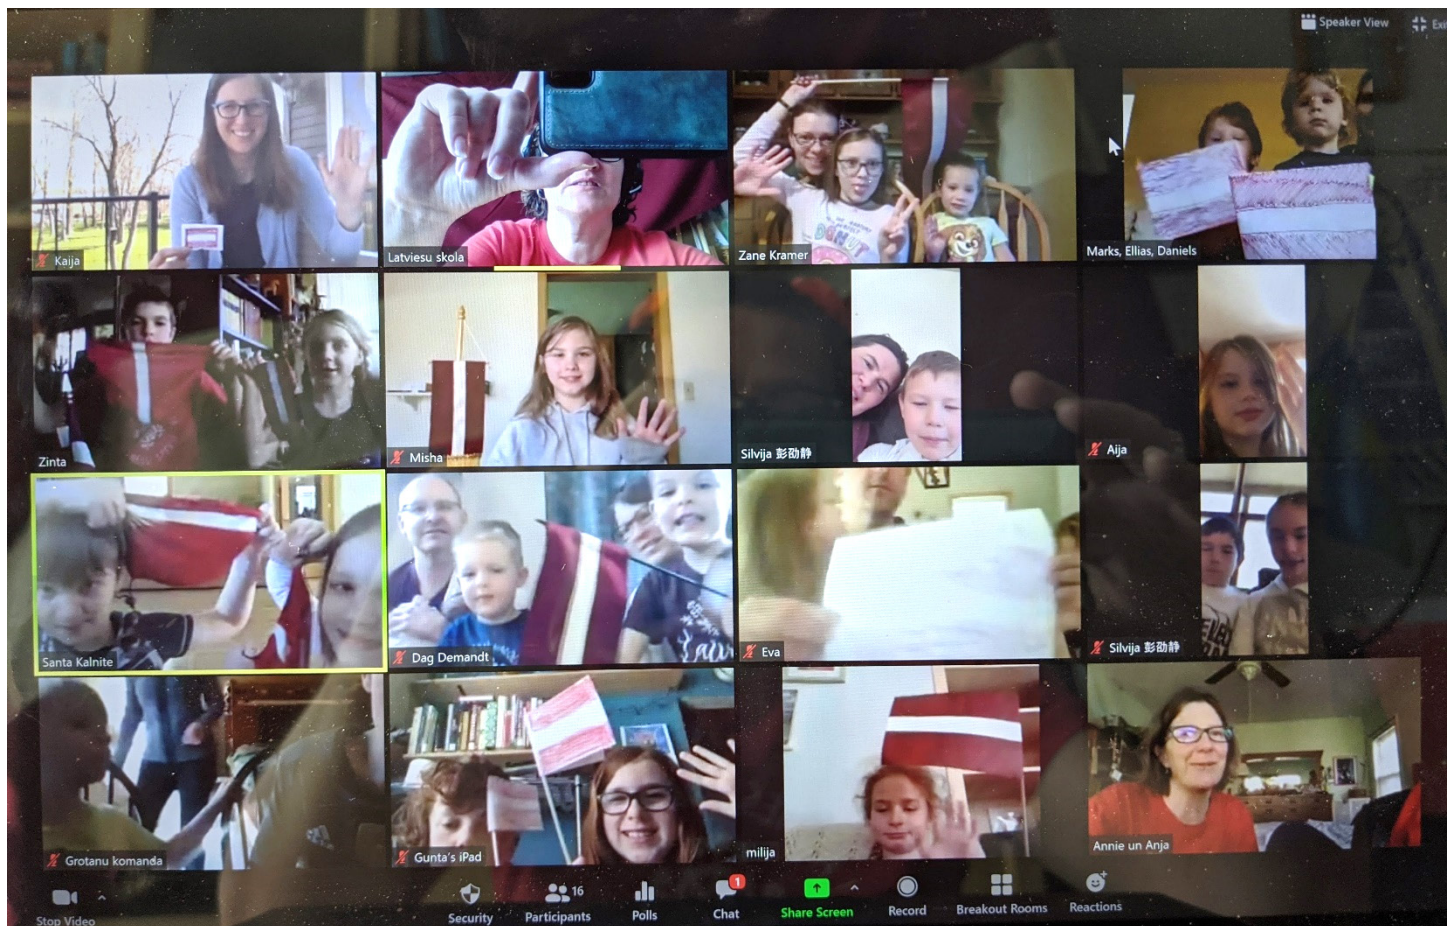 Speaker View
Kaija
Latviesu skola
Zane Kramer
Marks, Ellias, Daniels
Zinta
Misha
Silvija 彭劭静
Aija
Santa Kalnite
Dag Demandt
Eva
Silvija 彭劭静
Grotanu komanda
Gunta's iPad
milija
Annie un Anja
DONUT
Stop Video
Security
16
Participants
Polls
1
Chat
Share Screen
Record
Breakout Rooms
Reactions